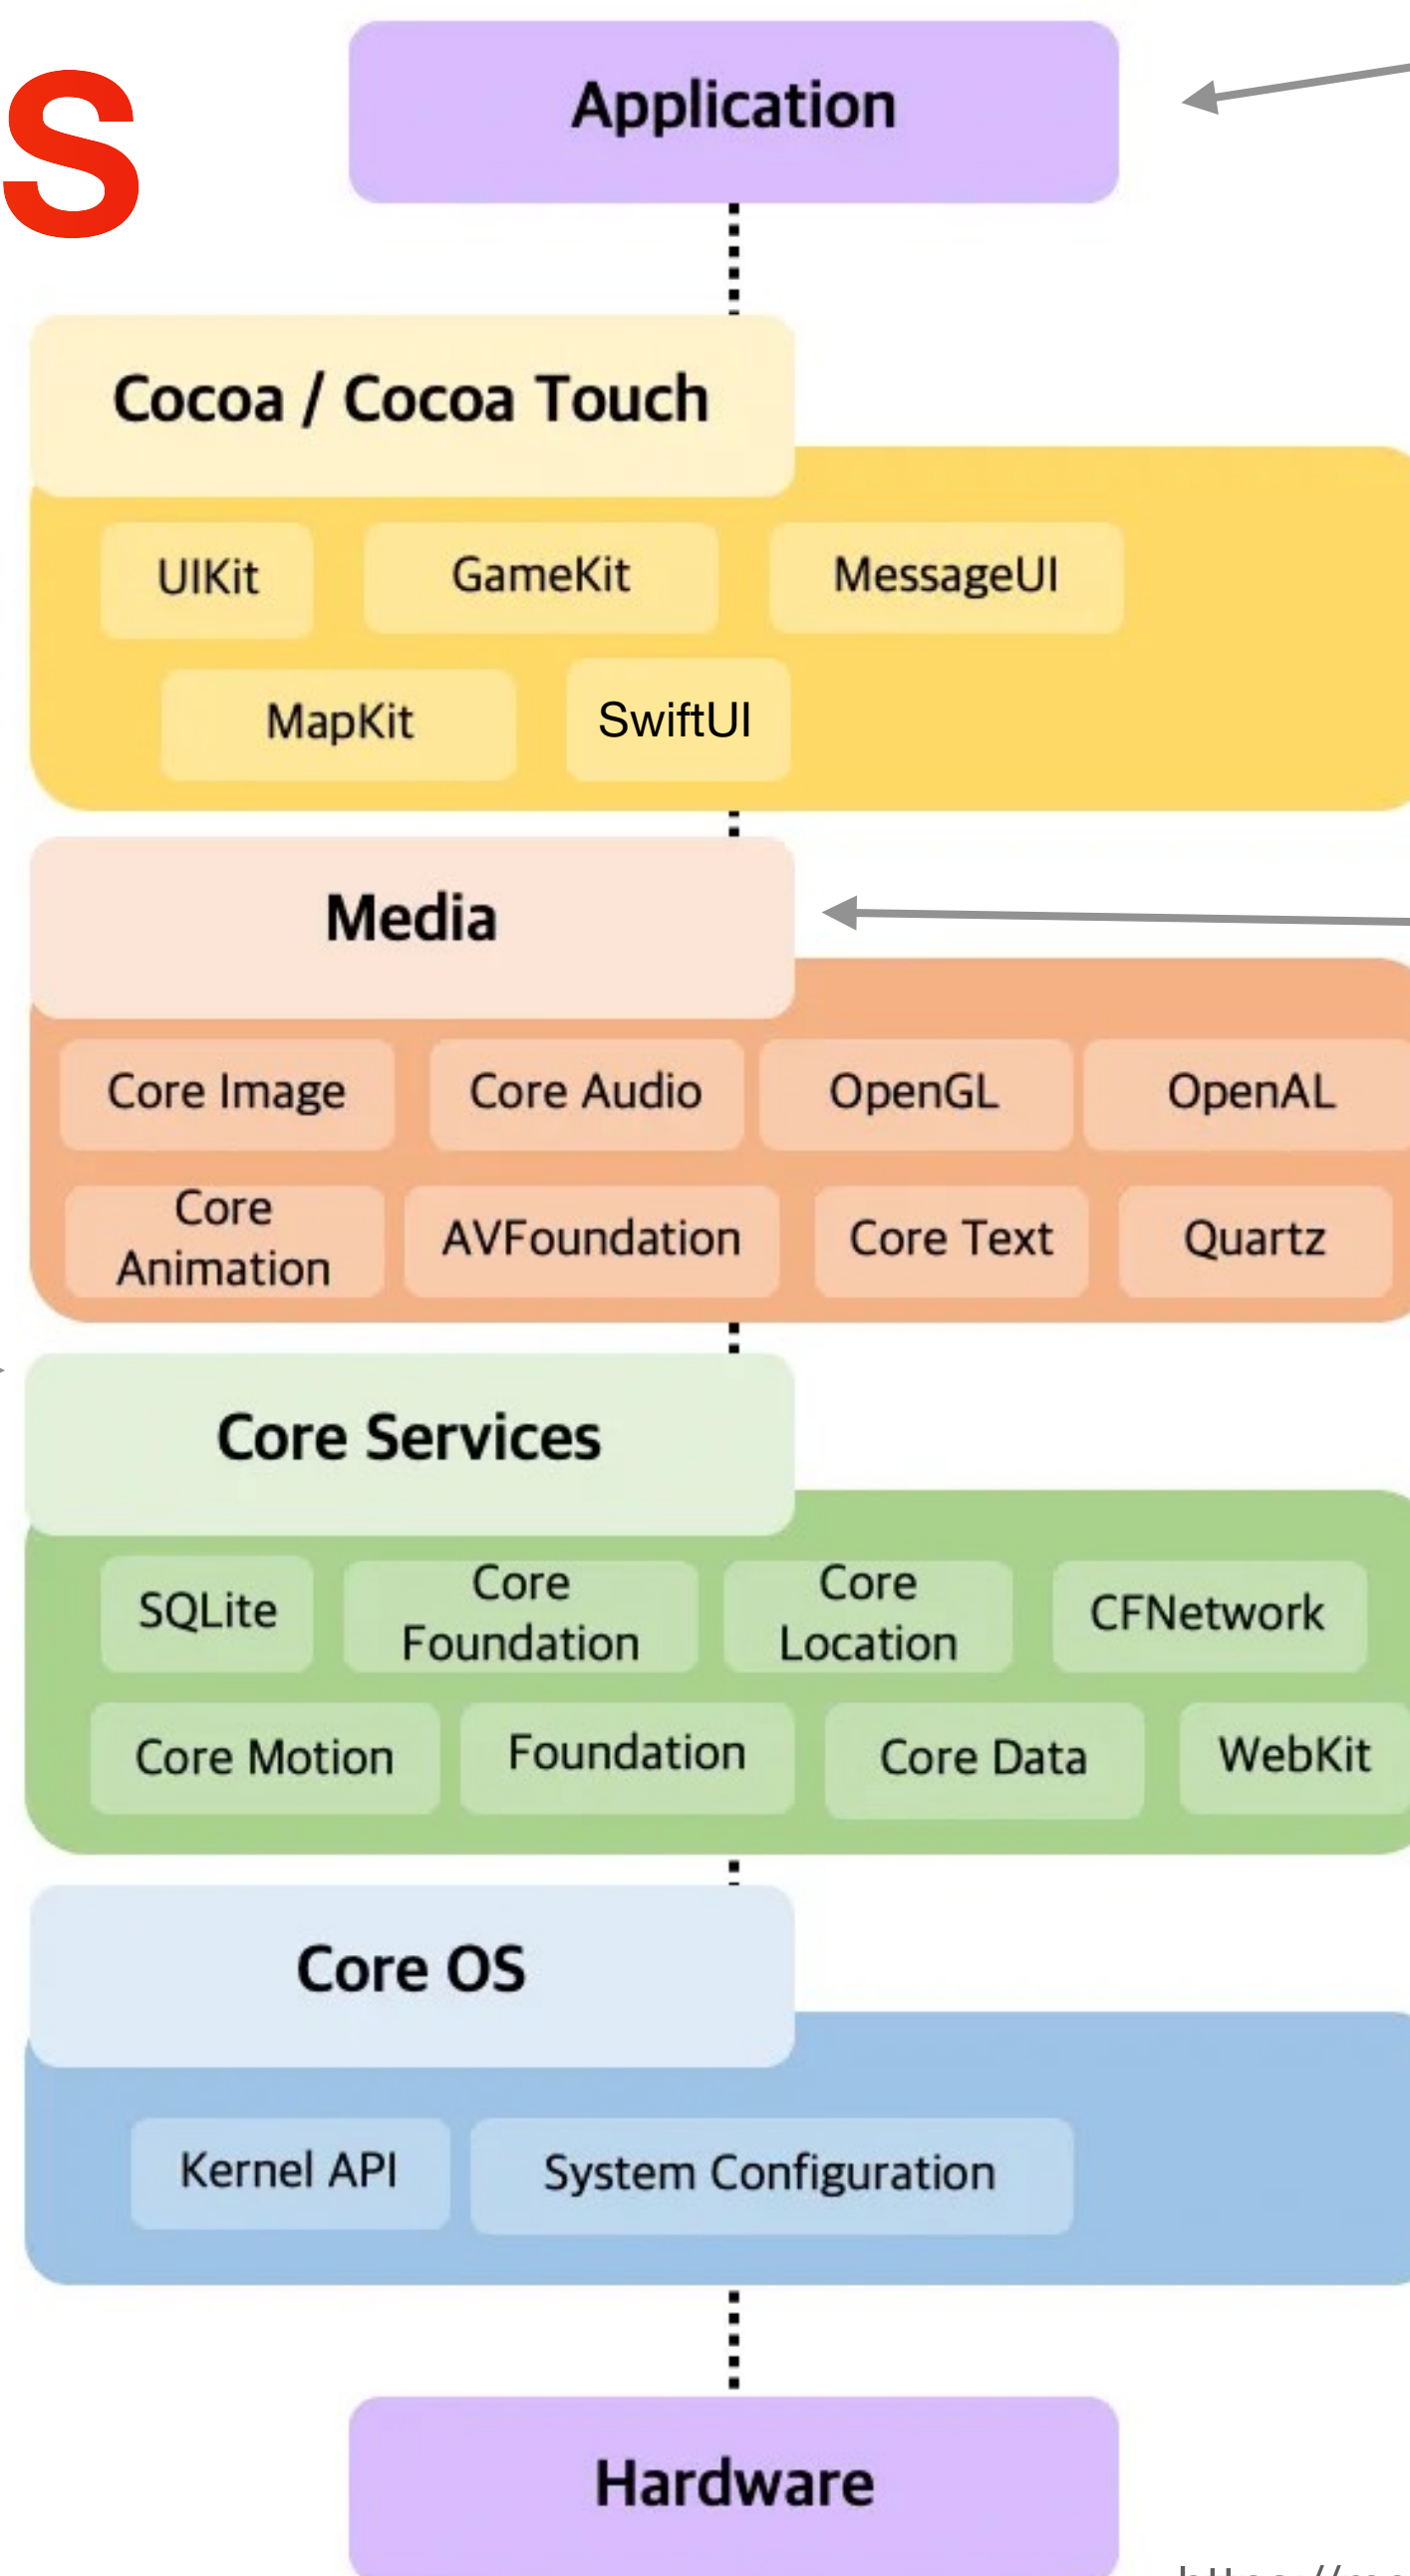 S
Application
Cocoa / Cocoa Touch
UIKit GameKit MessageUI
MapKit SwiftUI
Media
Core Image Core Audio OpenGL OpenAL
Core Animation AVFoundation Core Text Quartz
Core Services
SQLite Core Foundation Core Location CFNetwork
Core Motion Foundation Core Data WebKit
Core OS
Kernel API System Configuration
Hardware